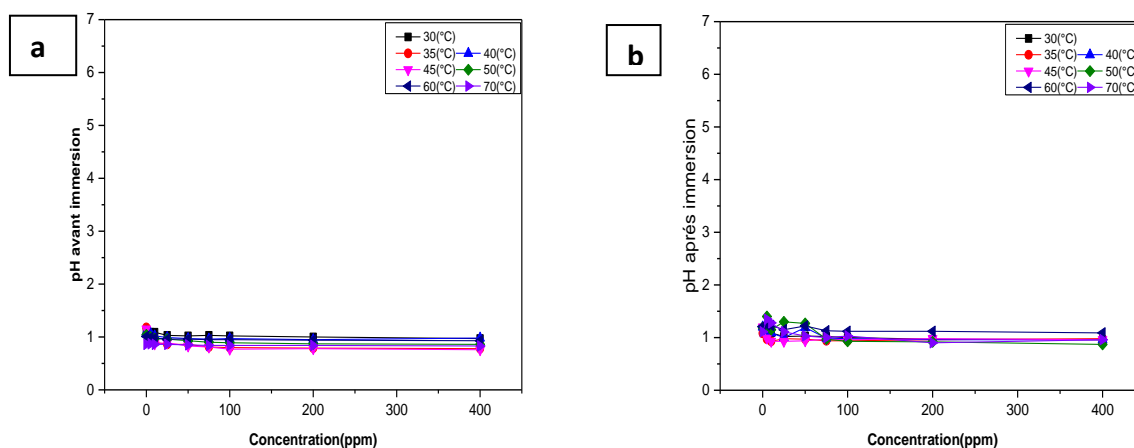 a
7
6
5
4
3
2
1
0
pH avant immersion
0 100 200 300 400
Concentration(ppm)
30(°C)
35(°C) 40(°C)
45(°C) 50(°C)
60(°C) 70(°C)
b
7
6
5
4
3
2
1
0
pH aprés immersion
0 100 200 300 400
Concentration(ppm)
30(°C)
35(°C) 40(°C)
45(°C) 50(°C)
60(°C) 70(°C)